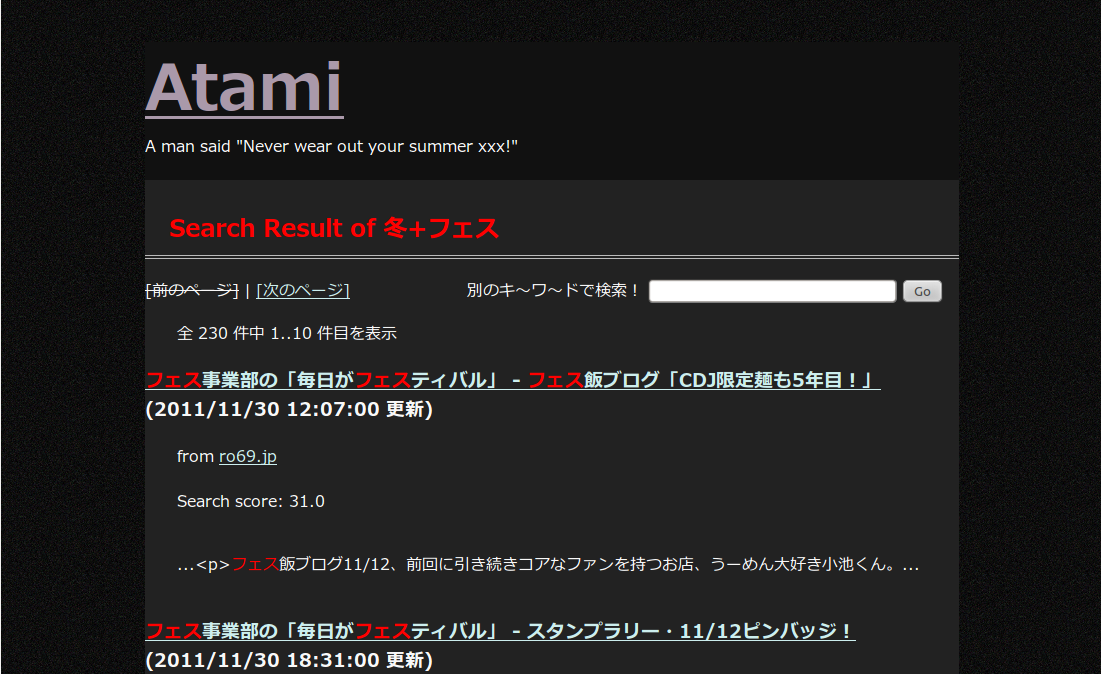 Atami
A man said "Never wear out your summer xxx!"
Search Result of 冬+フェス
[前のページ] | [次のページ] 別のキ〜ワ〜ドで検索！ Go
全 230 件中 1..10 件目を表示
フェス事業部の「毎日がフェスティバル」 - フェス飯ブログ「CDJ限定麺も5年目！」
(2011/11/30 12:07:00 更新)
from ro69.jp
Search score: 31.0
...<p>フェス飯ブログ11/12、前回に引き続きコアなファンを持つお店、うーめん大好き小池くん。...
フェス事業部の「毎日がフェスティバル」 - スタンプラリー・11/12ピンバッジ！
(2011/11/30 18:31:00 更新)